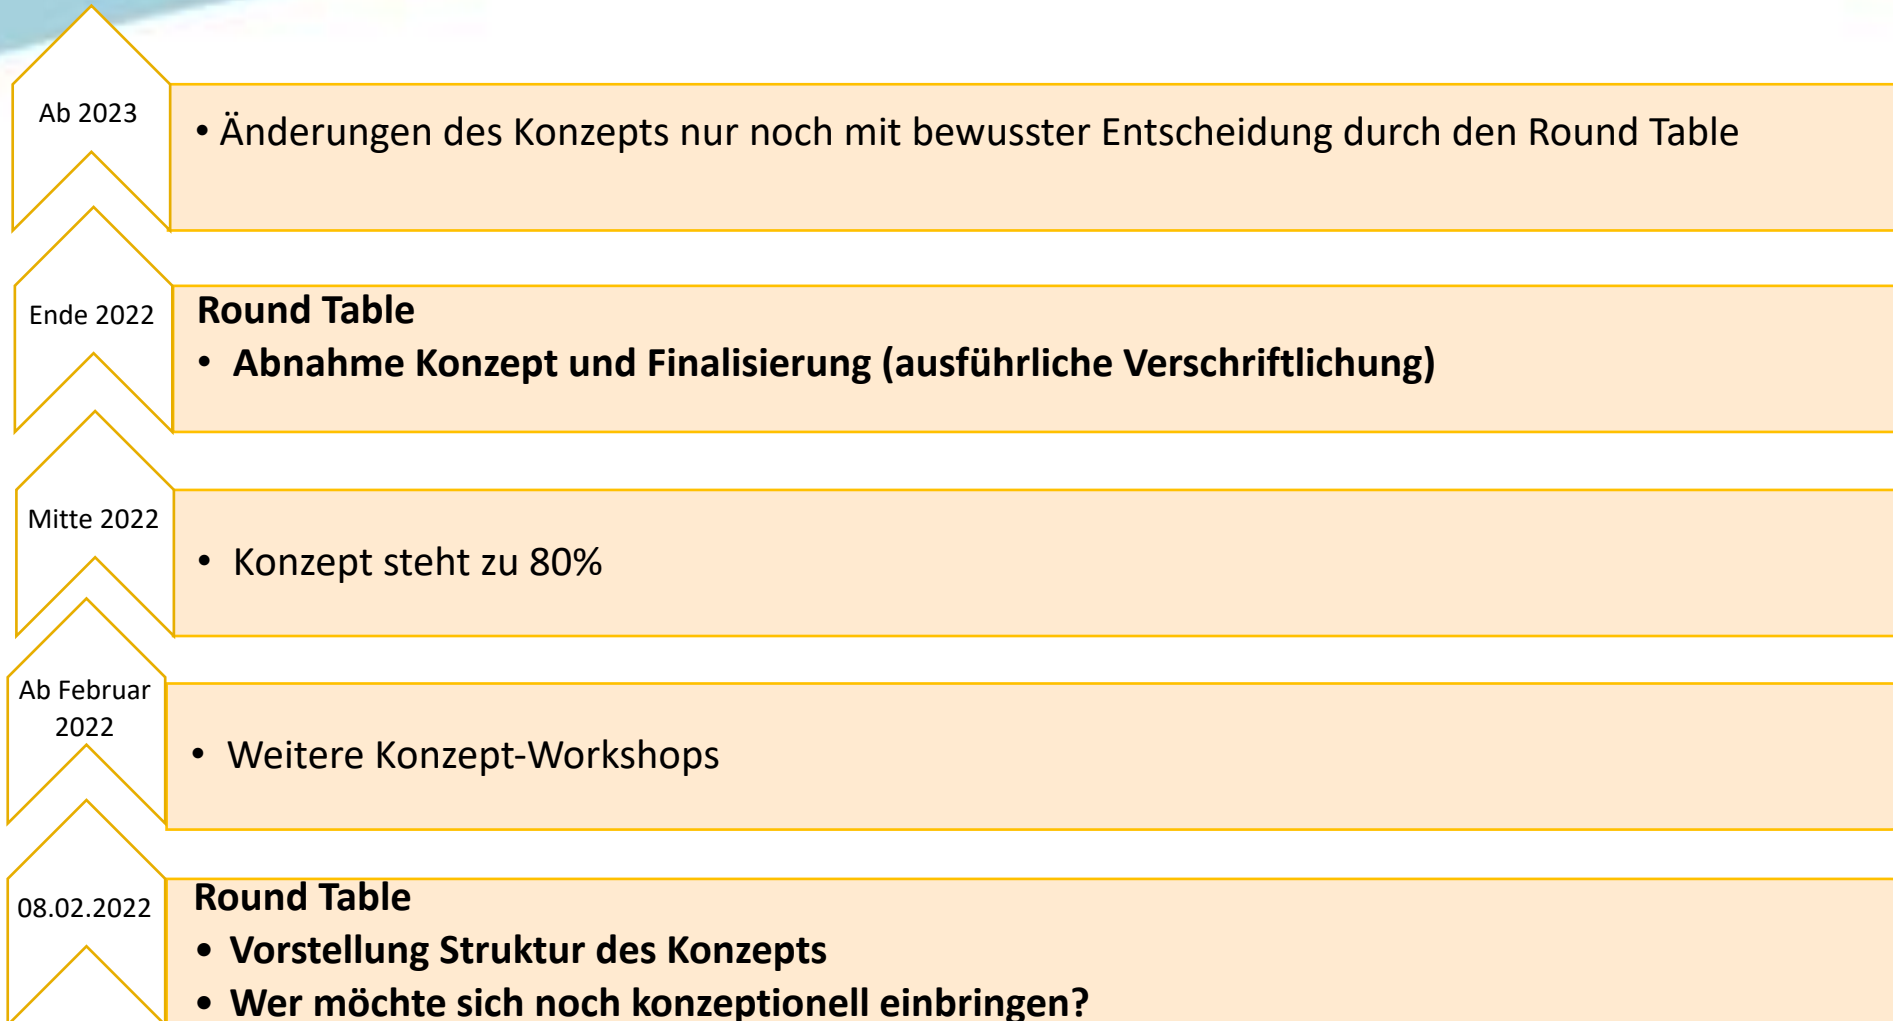 Ab 2023
• Änderungen des Konzepts nur noch mit bewusster Entscheidung durch den Round Table
Ende 2022
Round Table
• Abnahme Konzept und Finalisierung (ausführliche Verschriftlichung)
Mitte 2022
• Konzept steht zu 80%
Ab Februar
2022
• Weitere Konzept-Workshops
08.02.2022
Round Table
• Vorstellung Struktur des Konzepts
• Wer möchte sich noch konzeptionell einbringen?